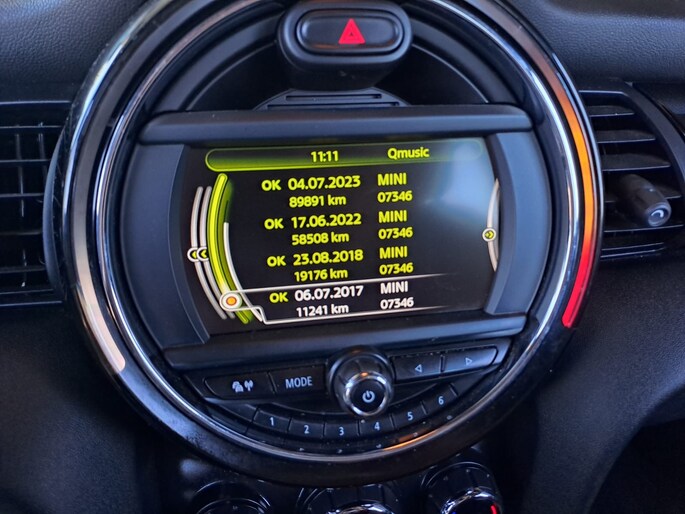 11:11 Qmusic
OK 04.07.2023 MINI
89891 km 07346
OK 17.06.2022 MINI
58508 km 07346
OK 23.08.2018 MINI
19176 km 07346
OK 06.07.2017 MINI
11241 km 07346
MODE
1 2 3 4 5 6